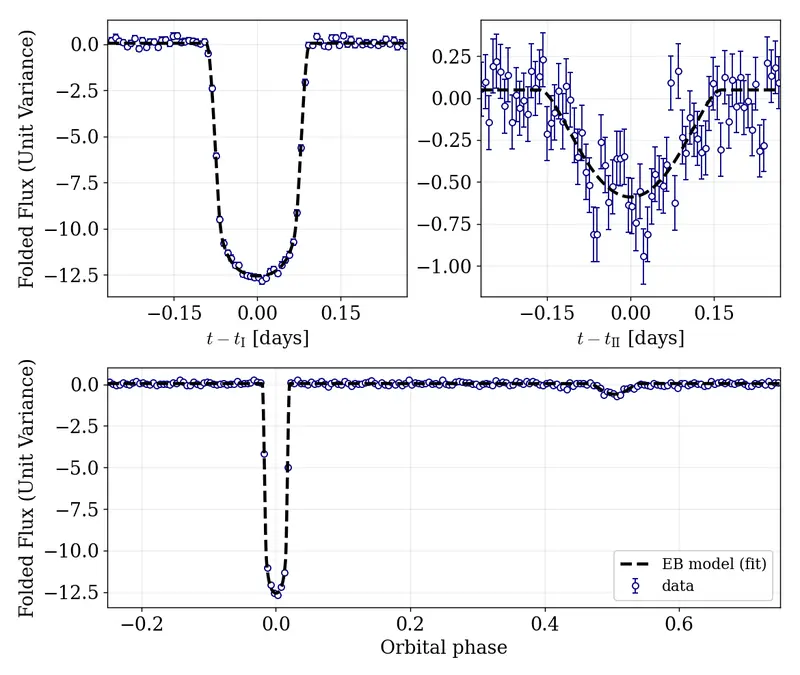 Folded Flux (Unit Variance)
0.0
−2.5
−5.0
−7.5
−10.0
−12.5
−0.15 0.00 0.15
t − t_I [days]
0.25
0.00
−0.25
−0.50
−0.75
−1.00
−0.15 0.00 0.15
t − t_II [days]
Folded Flux (Unit Variance)
0.0
−2.5
−5.0
−7.5
−10.0
−12.5
EB model (fit)
data
−0.2 0.0 0.2 0.4 0.6
Orbital phase